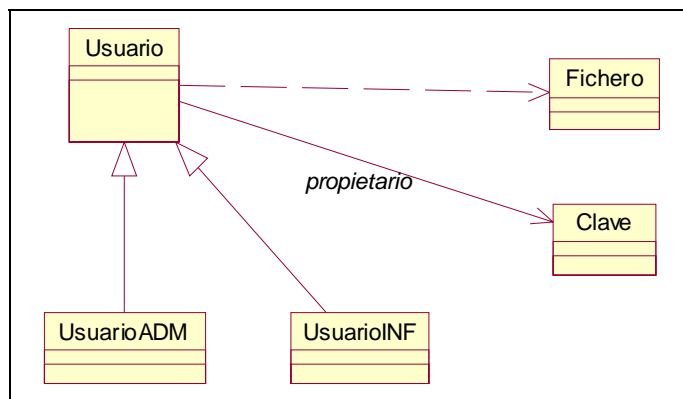 Usuario
Fichero
propietario
Clave
UsuarioADM
UsuarioINF